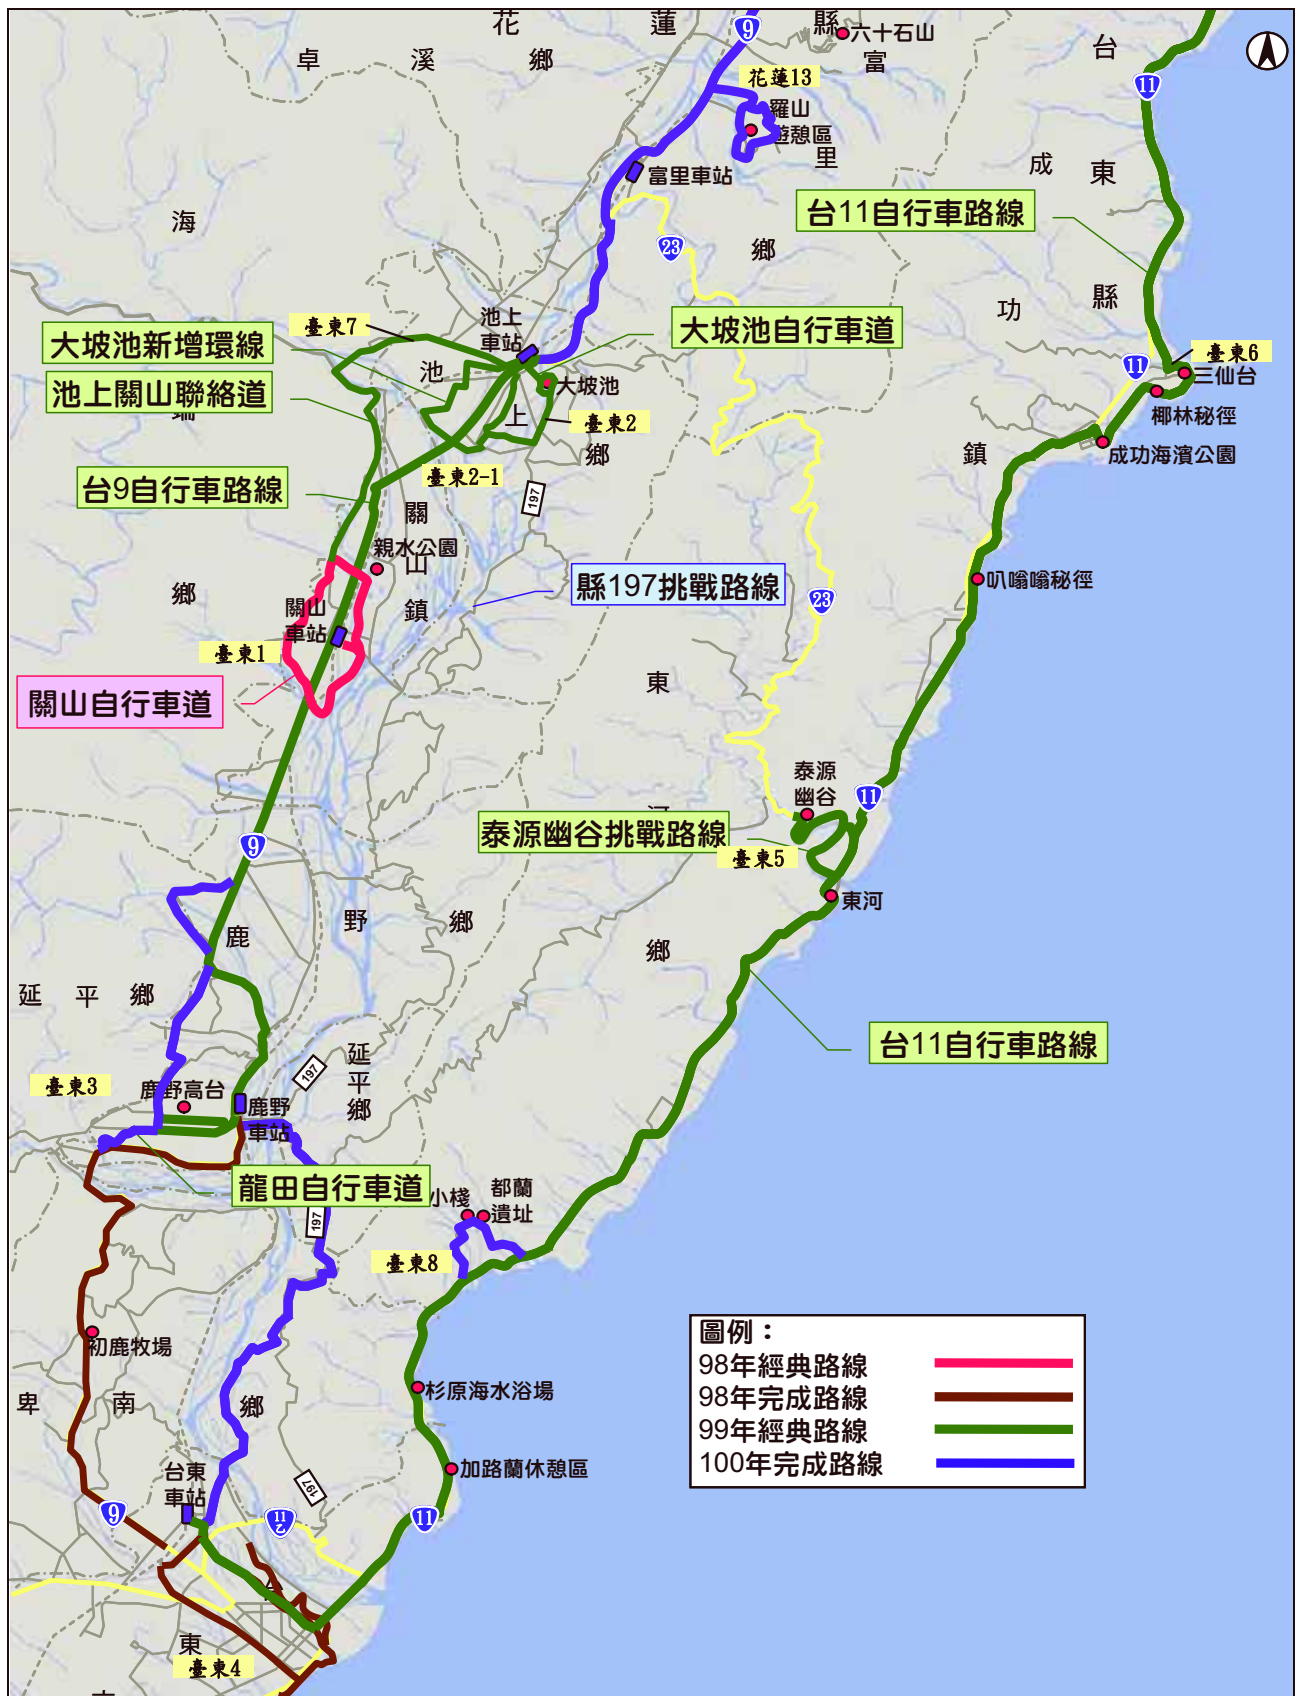 花 蓮 縣
9
六十石山
富
台
卓 溪 鄉
花蓮13
11
羅山
遊憩區
里
成 東
富里車站
台11自行車路線
海
23
鄉
功 縣
臺東7
池上
車站
大坡池自行車道
大坡池新增環線
池
臺東6
11
三仙台
池上關山聯絡道
大坡池
上
臺東2
椰林秘徑
鄉
鎮
成功海濱公園
台9自行車路線
臺東2-1
197
關
親水公園
山
叭嗡嗡秘徑
鄉
縣197挑戰路線
23
關山
車站
鎮
臺東1
東
關山自行車道
泰源
幽谷
11
泰源幽谷挑戰路線
9
臺東5
東河
鹿
野
鄉
鄉
延 平 鄉
台11自行車路線
延
平
鄉
197
臺東3
鹿野高台
鹿野
車站
龍田自行車道
小棧
都蘭
遺址
197
臺東8
圖例：
98年經典路線
98年完成路線
99年經典路線
100年完成路線
初鹿牧場
杉原海水浴場
卑 南 鄉
加路蘭休憩區
台東
車站
197
9
11乙
11
東
臺東4